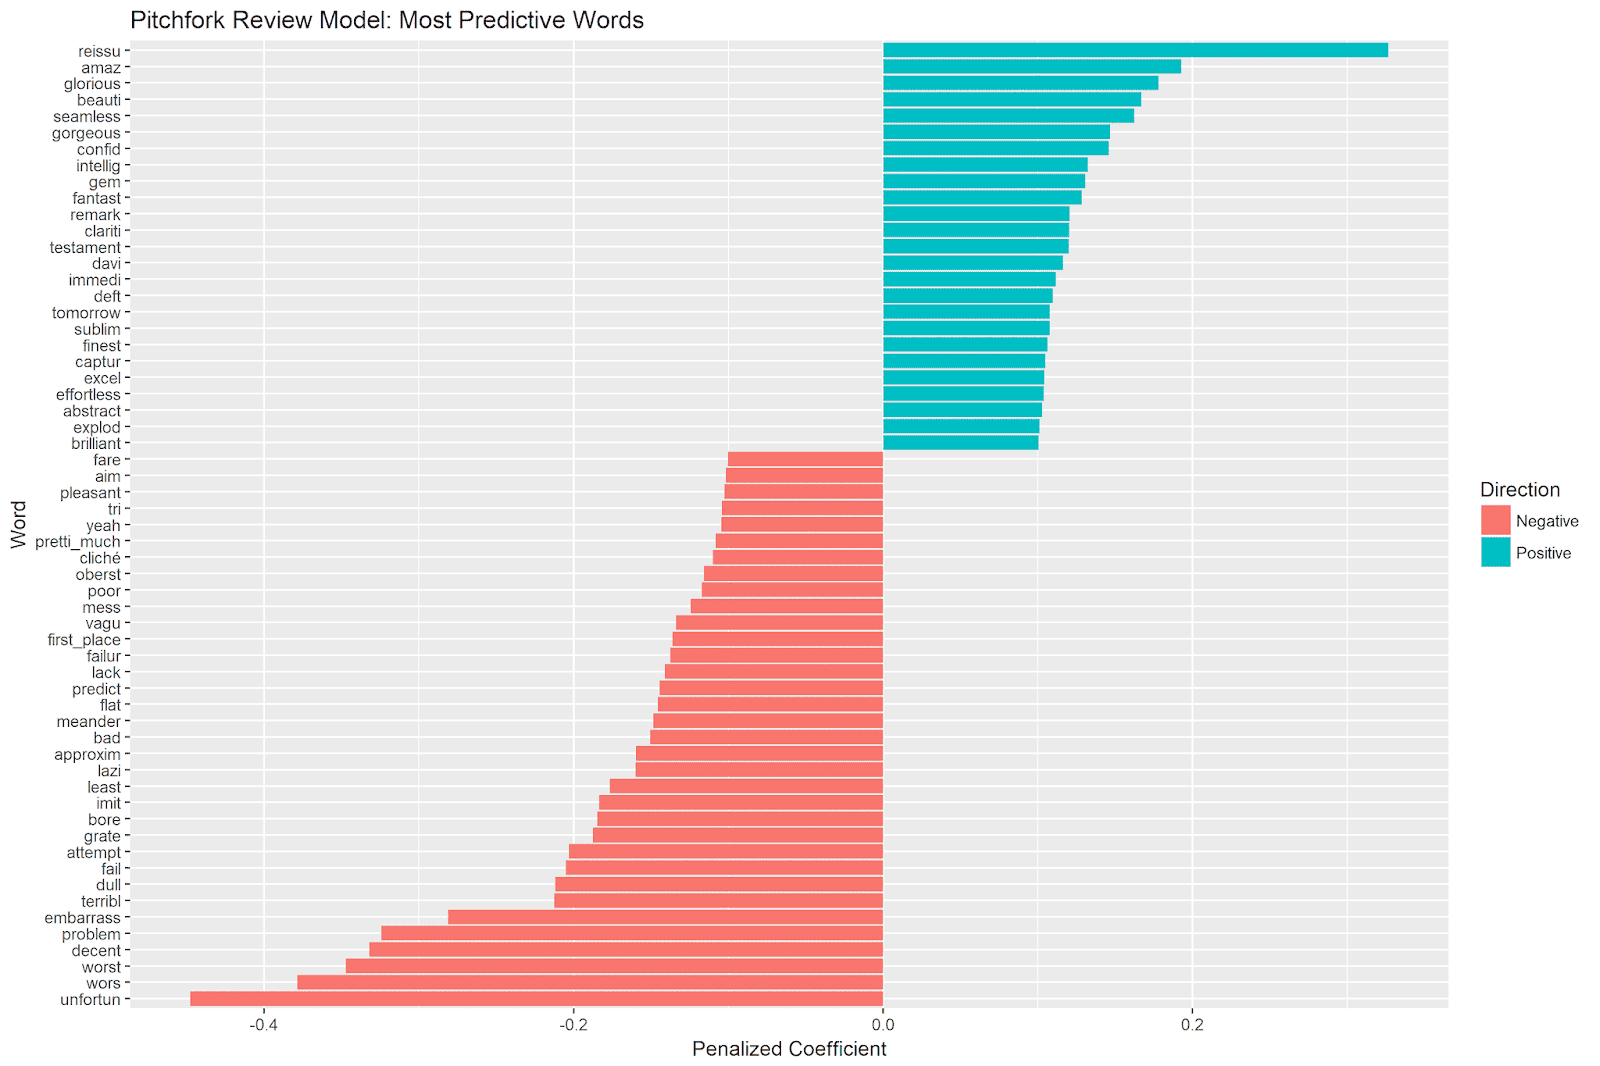 Pitchfork Review Model: Most Predictive Words
reissu
amaz
glorious
beauti
seamless
gorgeous
confid
intellig
gem
fantast
remark
clariti
testament
davi
immedi
deft
tomorrow
sublim
finest
captur
excel
effortless
abstract
explod
brilliant
fare
aim
pleasant
tri
yeah
pretti_much
cliché
oberst
poor
mess
vagu
first_place
failur
lack
predict
flat
meander
bad
approxim
lazi
least
imit
bore
grate
attempt
fail
dull
terribl
embarrass
problem
decent
worst
wors
unfortun
Word
-0.4 -0.2 0.0 0.2
Penalized Coefficient
Direction
Negative
Positive